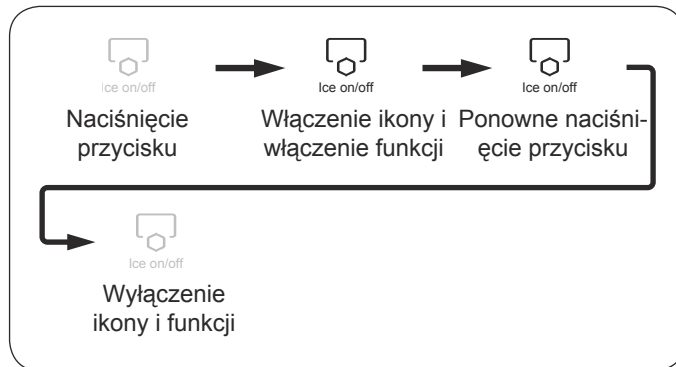 Ice on/off
Ice on/off
Ice on/off
Naciśnięcie
przycisku
Włączenie ikony i
włączenie funkcji
Ponowne naciśni-
ęcie przycisku
Ice on/off
Wyłączenie
ikony i funkcji